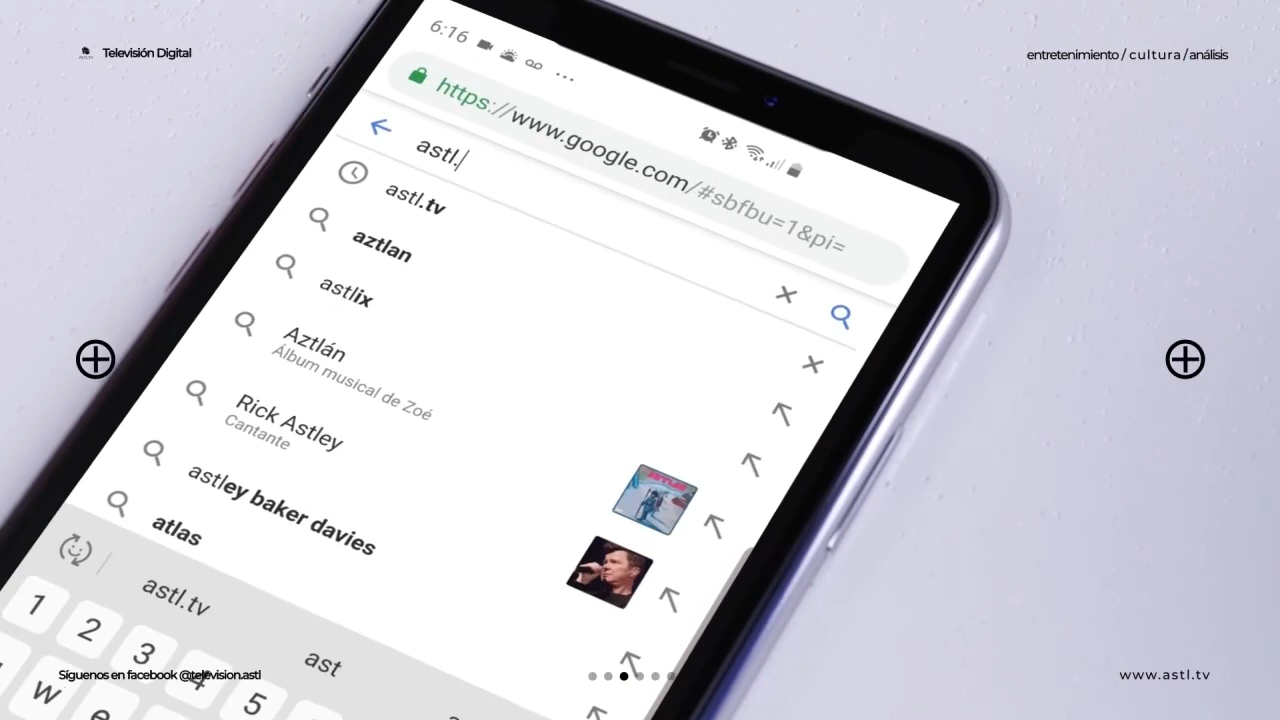 Televisión Digital
entretenimiento / cultura / análisis
6:16
https://www.google.com/#sbfbu=1&pi=
astl.
astl.tv
aztlan
astlix
Aztlán
Álbum musical de Zoé
Rick Astley
Cantante
astley baker davies
atlas
astl.tv
ast
1 2 3 4 5
w e
Síguenos en facebook @television.astl
www.astl.tv